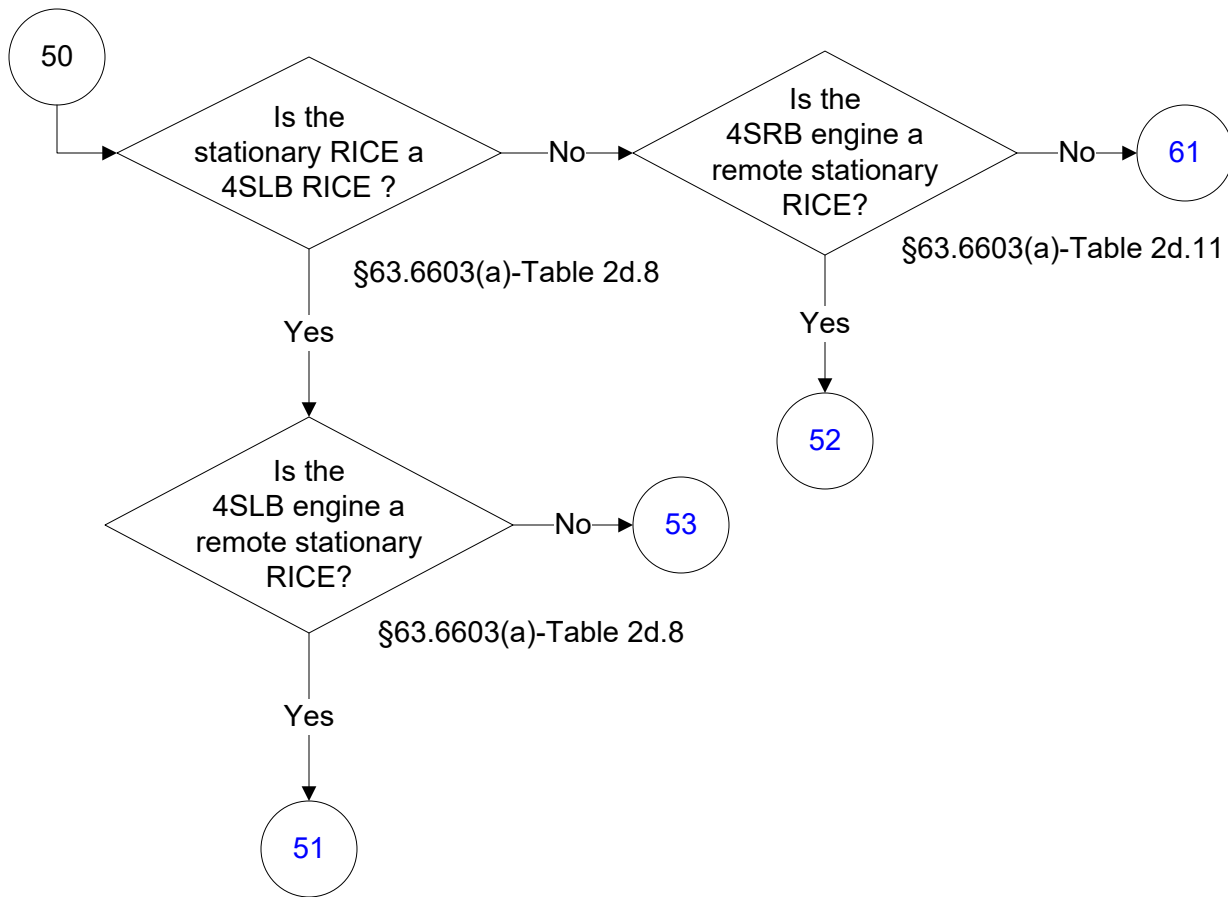 50
Is the
stationary RICE a
4SLB RICE ?
No
Is the
4SRB engine a
remote stationary
RICE?
No
61
§63.6603(a)-Table 2d.8
§63.6603(a)-Table 2d.11
Yes
Yes
52
Is the
4SLB engine a
remote stationary
RICE?
No
53
§63.6603(a)-Table 2d.8
Yes
51